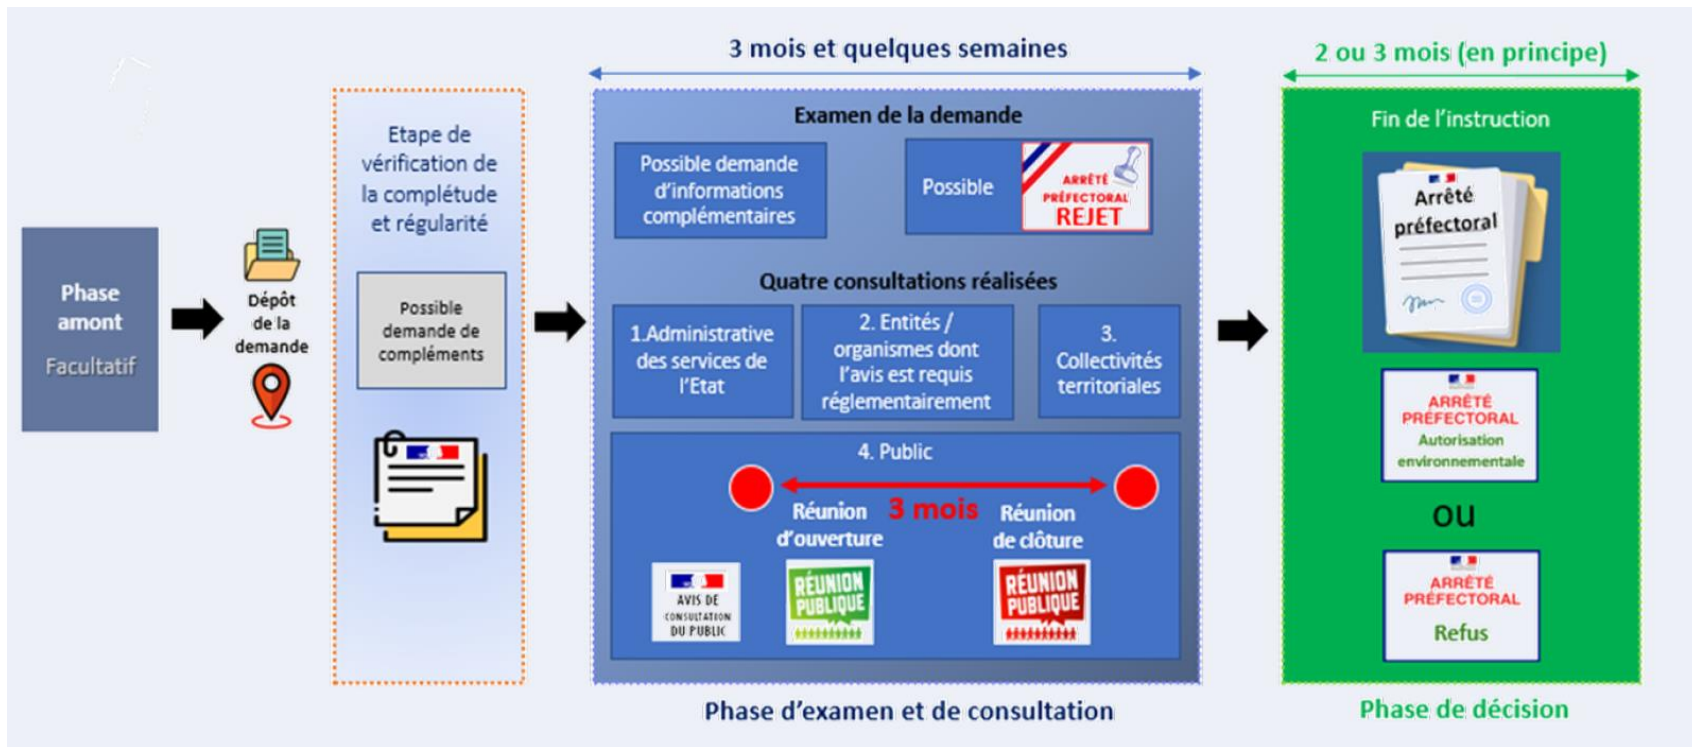 3 mois et quelques semaines
2 ou 3 mois (en principe)
Phase
amont
Facultatif
Dépôt
de la
demande
Etape de
vérification de
la complétude
et régularité
Possible
demande de
compléments
Examen de la demande
Possible demande
d'informations
complémentaires
Possible
ARRÊTÉ
PRÉFECTORAL
REJET
Quatre consultations réalisées
1.Administrative
des services de
l'Etat
2. Entités /
organismes dont
l'avis est requis
réglementairement
3.
Collectivités
territoriales
4. Public
3 mois
Réunion
d'ouverture
Réunion
de clôture
AVIS DE
CONSULTATION
DU PUBLIC
RÉUNION
PUBLIQUE
RÉUNION
PUBLIQUE
Phase d'examen et de consultation
Fin de l'instruction
Arrêté
préfectoral
ARRÊTÉ
PRÉFECTORAL
Autorisation
environnementale
ou
ARRÊTÉ
PRÉFECTORAL
Refus
Phase de décision